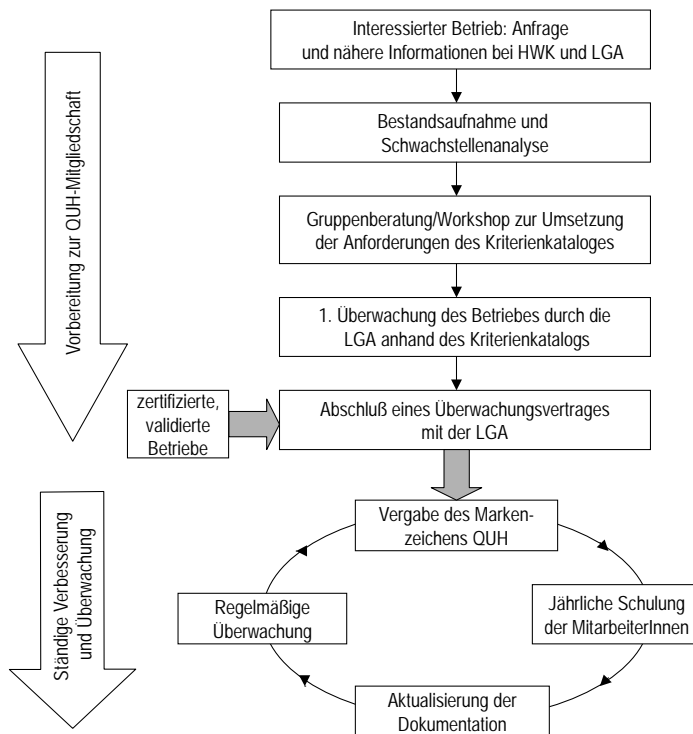 Interessierter Betrieb: Anfrage
und nähere Informationen bei HWK und LGA
Vorbereitung zur QUH-Mitgliedschaft
Bestandsaufnahme und
Schwachstellenanalyse
Gruppenberatung/Workshop zur Umsetzung
der Anforderungen des Kriterienkataloges
1. Überwachung des Betriebes durch die
LGA anhand des Kriterienkatalogs
zertifizierte,
validierte
Betriebe
Abschluß eines Überwachungsvertrages
mit der LGA
Ständige Verbesserung
und Überwachung
Vergabe des Marken-
zeichens QUH
Jährliche Schulung
der MitarbeiterInnen
Aktualisierung der
Dokumentation
Regelmäßige
Überwachung